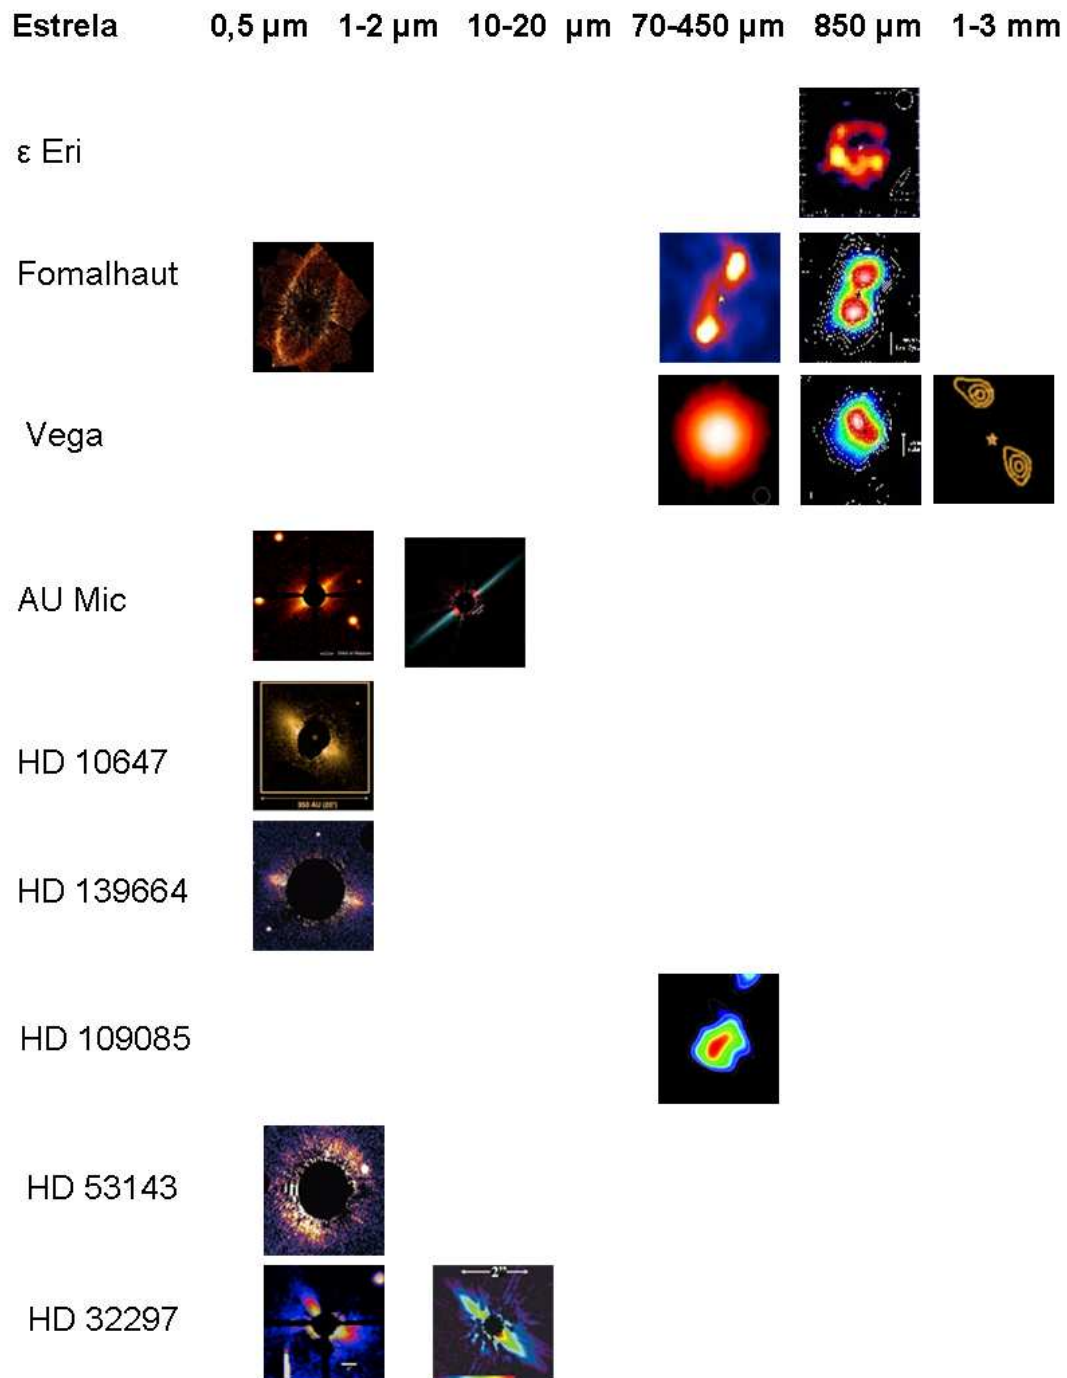 Estrela 0,5 µm 1-2 µm 10-20 µm 70-450 µm 850 µm 1-3 mm
ε Eri
Fomalhaut
Vega
AU Mic
HD 10647
HD 139664
HD 109085
HD 53143
2"
HD 32297